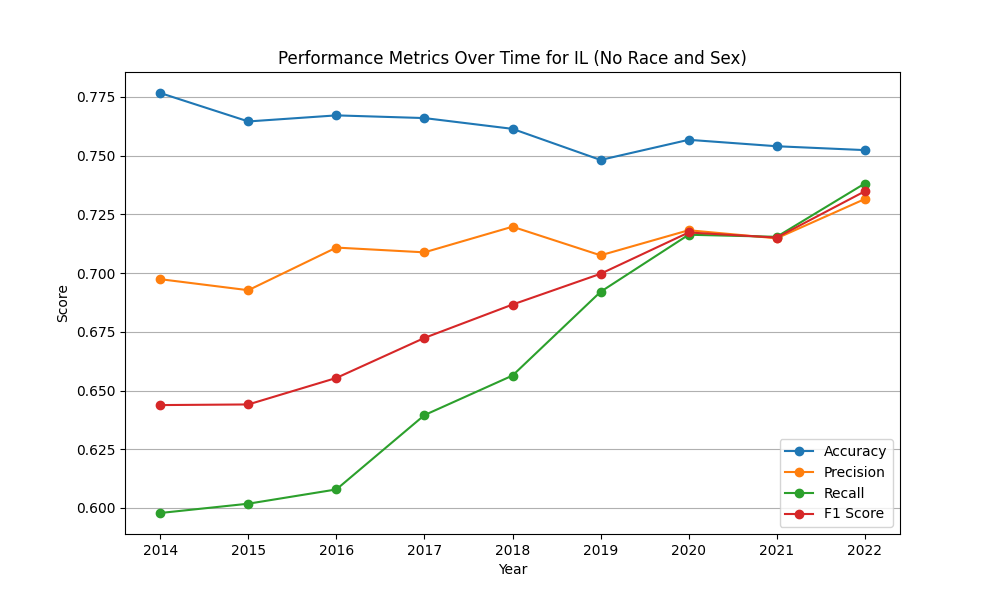 Performance Metrics Over Time for IL (No Race and Sex)
Score
0.775
0.750
0.725
0.700
0.675
0.650
0.625
0.600
Accuracy
Precision
Recall
F1 Score
2014 2015 2016 2017 2018 2019 2020 2021 2022
Year